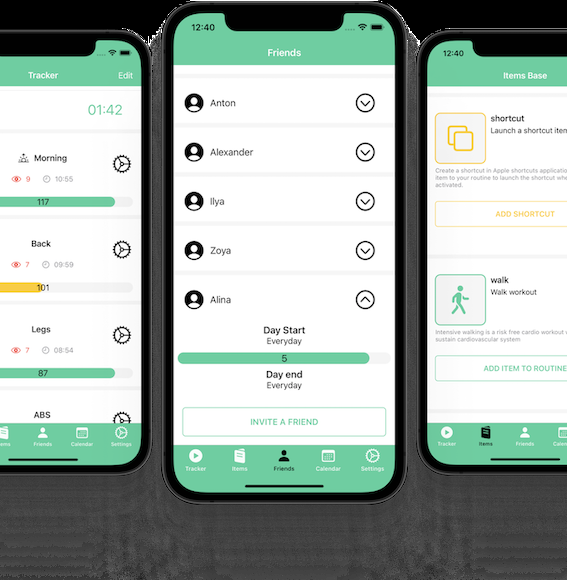 Tracker
Edit
01:42
Morning
9
10:55
117
Back
7
09:59
101
Legs
7
08:54
87
ABS
Friends
Calendar
Settings
12:40
Friends
Anton
Alexander
Ilya
Zoya
Alina
Day Start
Everyday
5
Day end
Everyday
INVITE A FRIEND
Tracker
Items
Friends
Calendar
Settings
12:40
Items Base
shortcut
Launch a shortcut item
Create a shortcut in Apple shortcuts application
item to your routine to launch the shortcut
activated.
ADD SHORTCUT
walk
Walk workout
Intensive walking is a risk free cardio workout
sustain cardiovascular system
ADD ITEM TO ROUTINE
Tracker
Items
Friends